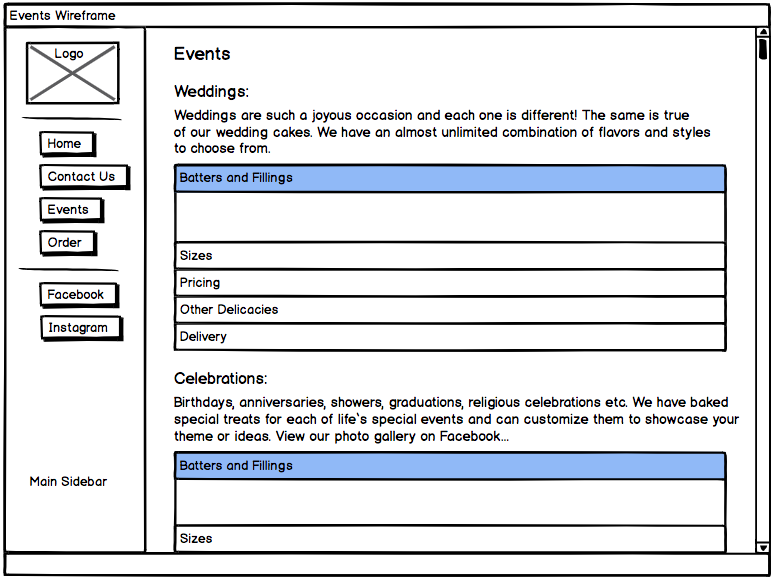 Events Wireframe
Logo
Home
Contact Us
Events
Order
Facebook
Instagram
Main Sidebar
Events
Weddings:
Weddings are such a joyous occasion and each one is different! The same is true
of our wedding cakes. We have an almost unlimited combination of flavors and styles
to choose from.
Batters and Fillings
Sizes
Pricing
Other Delicacies
Delivery
Celebrations:
Birthdays, anniversaries, showers, graduations, religious celebrations etc. We have baked
special treats for each of life`s special events and can customize them to showcase your
theme or ideas. View our photo gallery on Facebook...
Batters and Fillings
Sizes